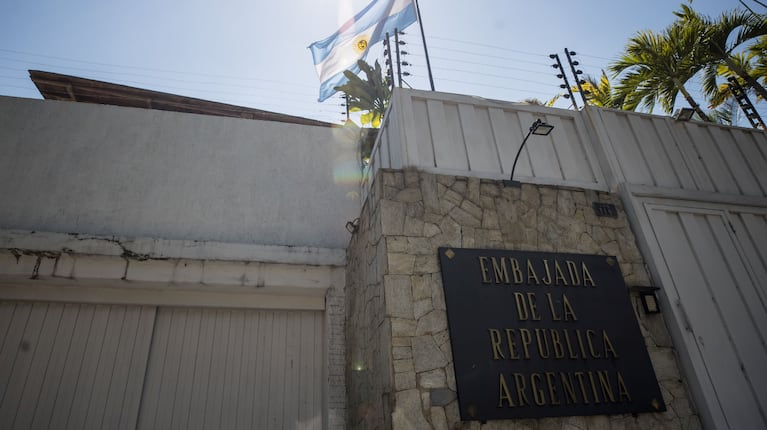 EMBAJADA
DE LA
REPUBLICA
ARGENTINA